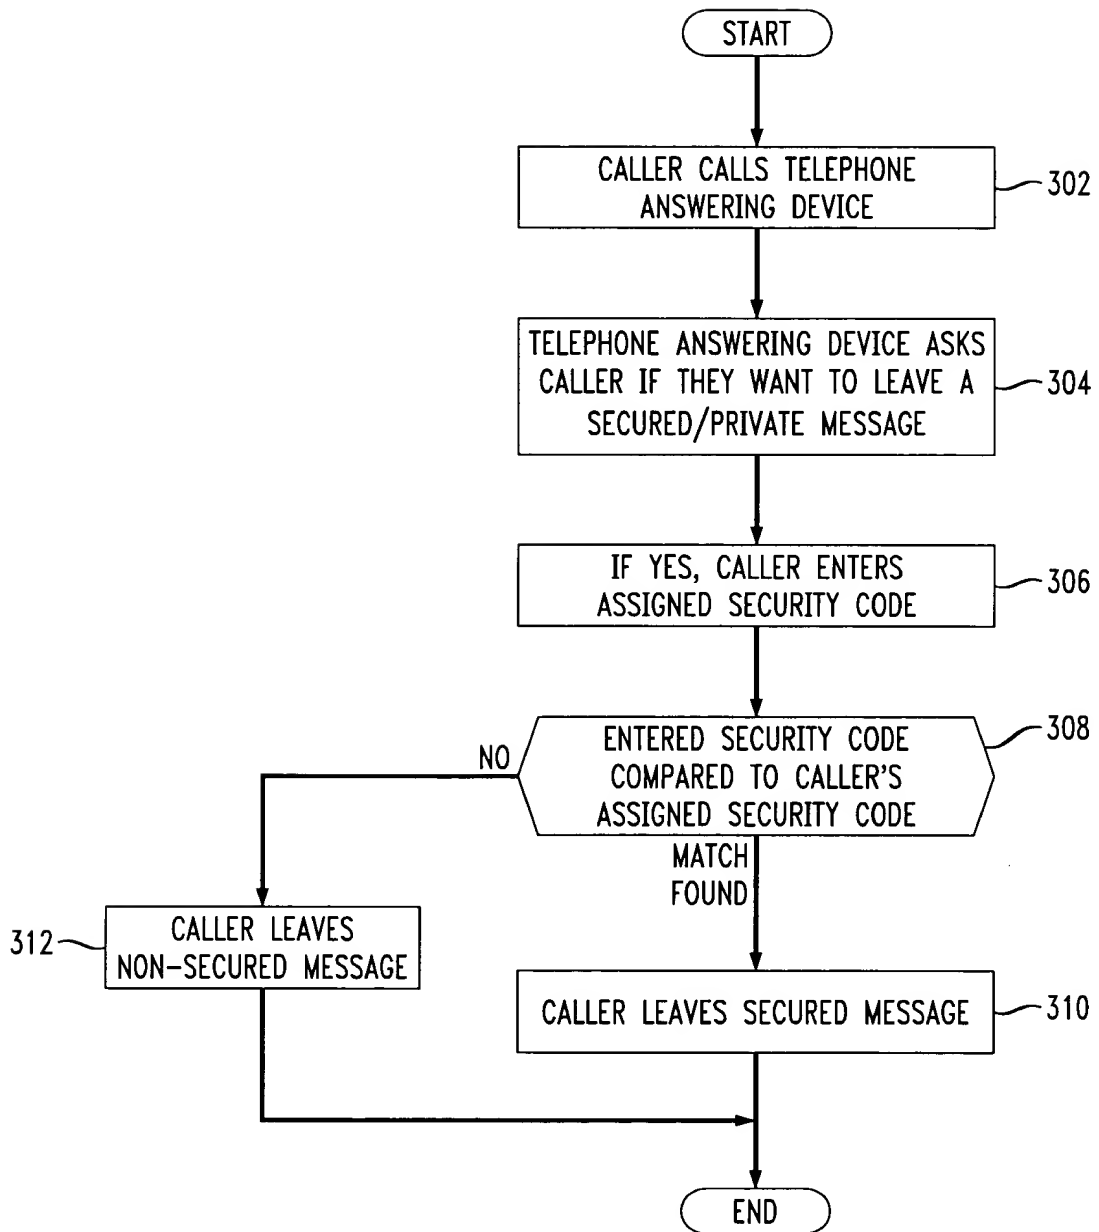 START
CALLER CALLS TELEPHONE
ANSWERING DEVICE
302
TELEPHONE ANSWERING DEVICE ASKS
CALLER IF THEY WANT TO LEAVE A
SECURED/PRIVATE MESSAGE
304
IF YES, CALLER ENTERS
ASSIGNED SECURITY CODE
306
ENTERED SECURITY CODE
COMPARED TO CALLER'S
ASSIGNED SECURITY CODE
308
NO
MATCH
FOUND
312
CALLER LEAVES
NON-SECURED MESSAGE
CALLER LEAVES SECURED MESSAGE
310
END